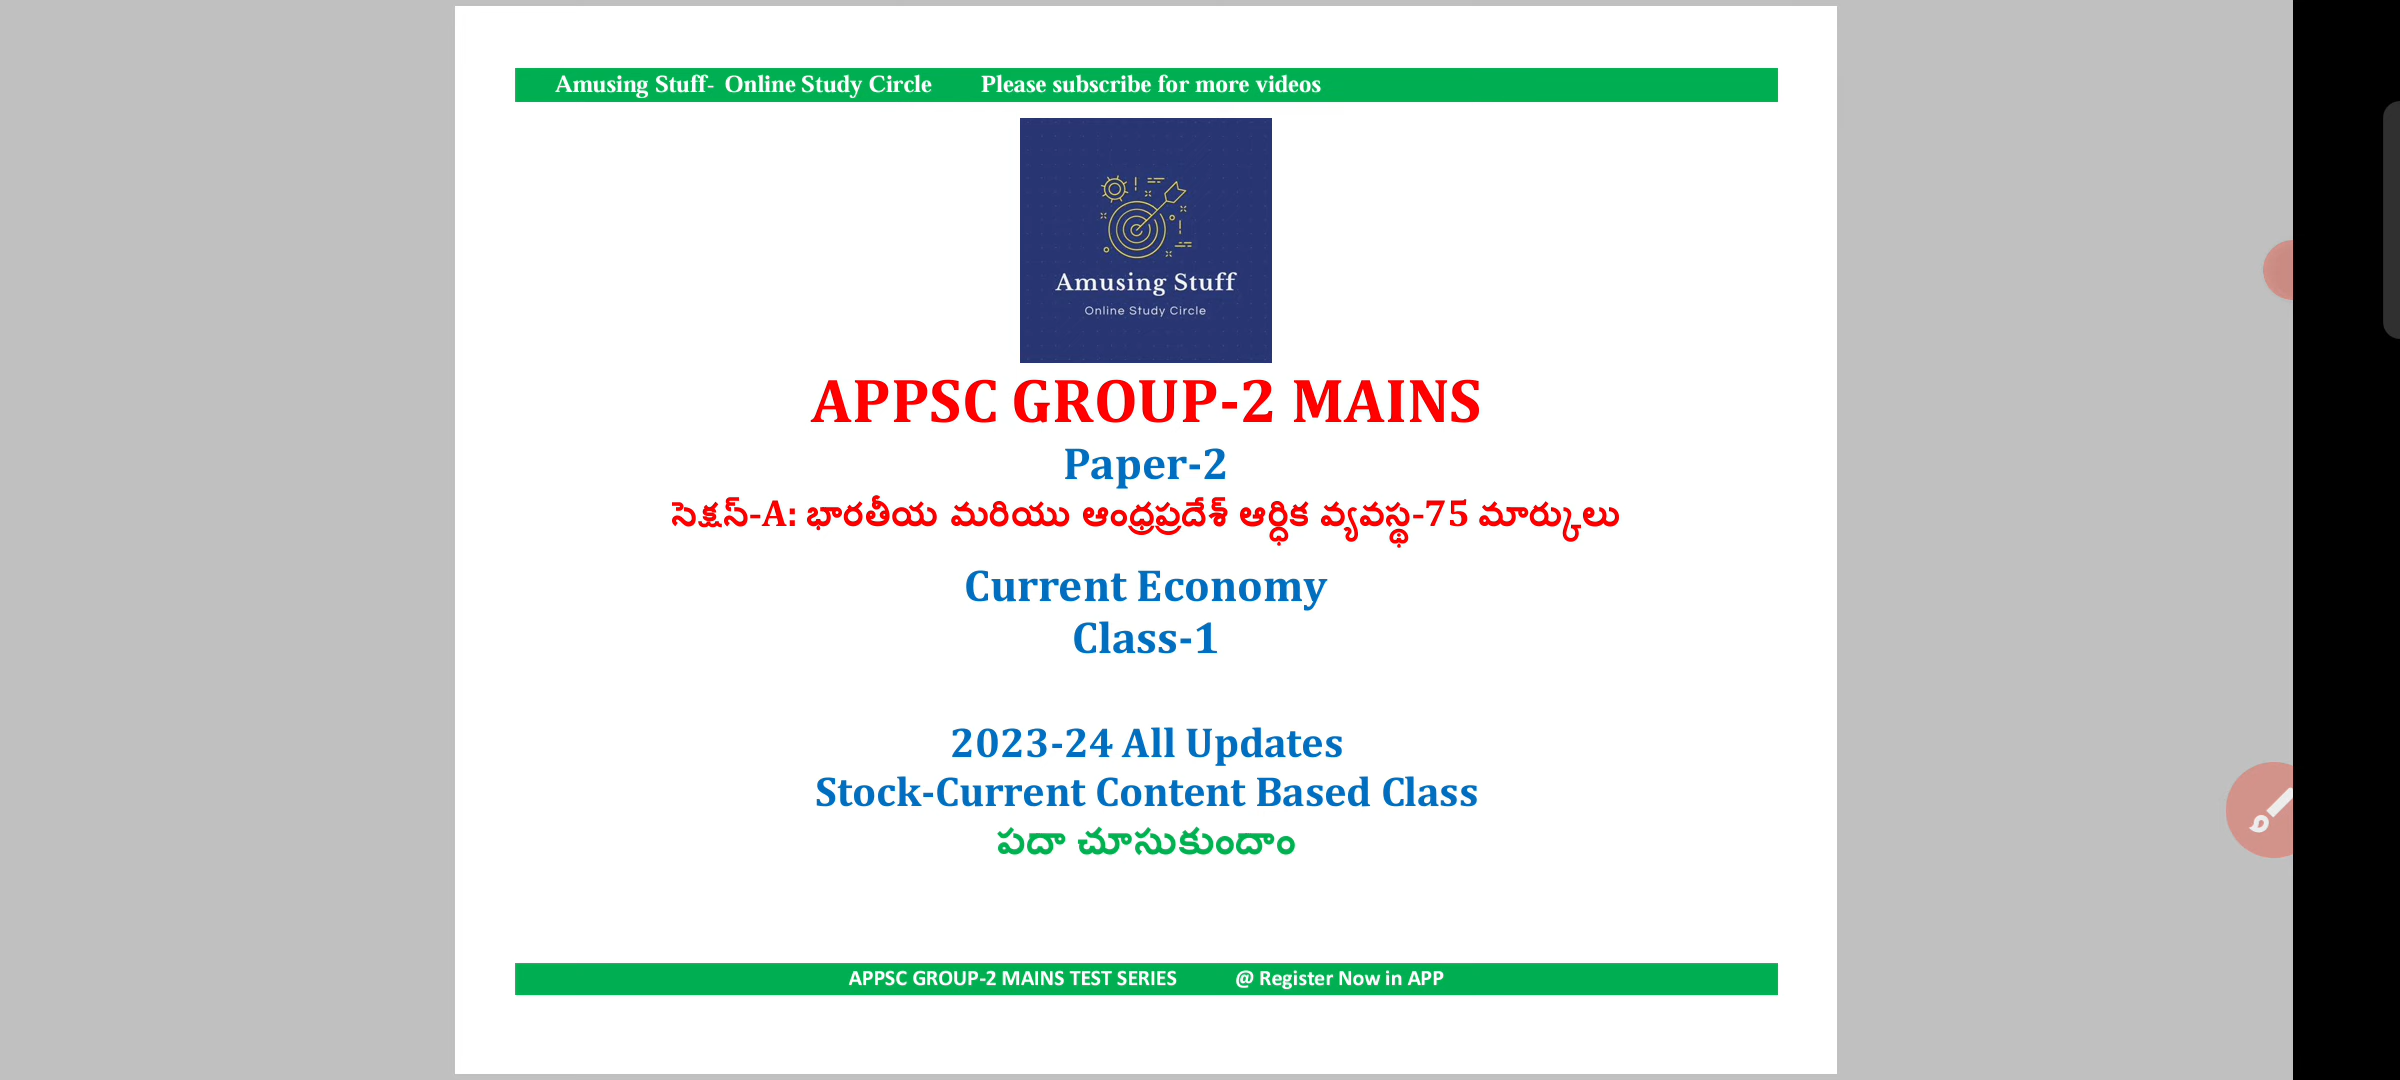 Amusing Stuff- Online Study Circle Please subscribe for more videos
Amusing Stuff
Online Study Circle
APPSC GROUP-2 MAINS
Paper-2
సెక్షన్-A: భారతీయ మరియు ఆంధ్రప్రదేశ్ ఆర్ధిక వ్యవస్థ-75 మార్కులు
Current Economy
Class-1
2023-24 All Updates
Stock-Current Content Based Class
పదా చూసుకుందాం
APPSC GROUP-2 MAINS TEST SERIES @ Register Now in APP